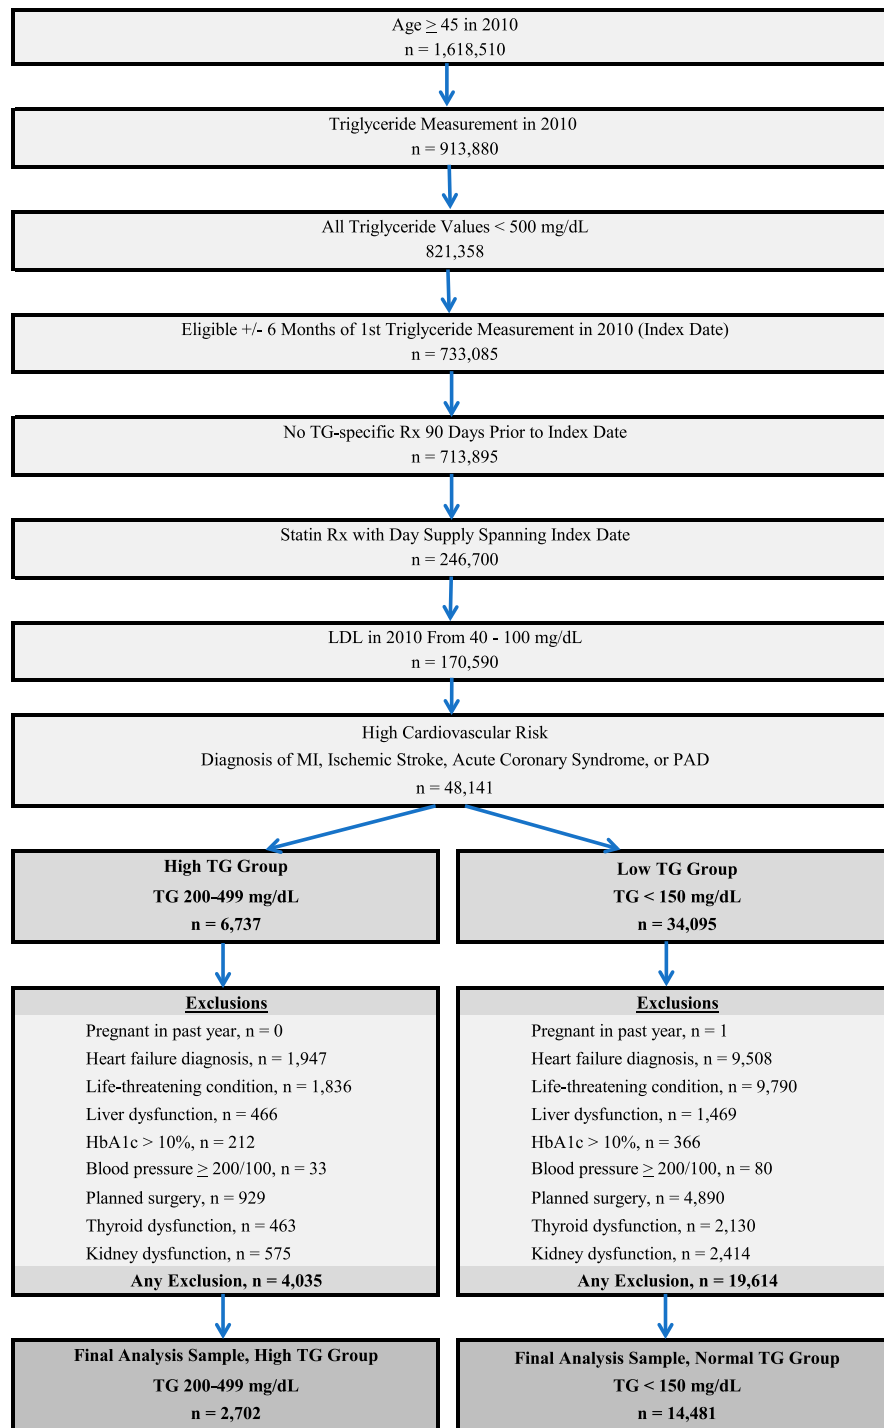 Age ≥ 45 in 2010
n = 1,618,510
Triglyceride Measurement in 2010
n = 913,880
All Triglyceride Values < 500 mg/dL
821,358
Eligible +/- 6 Months of 1st Triglyceride Measurement in 2010 (Index Date)
n = 733,085
No TG-specific Rx 90 Days Prior to Index Date
n = 713,895
Statin Rx with Day Supply Spanning Index Date
n = 246,700
LDL in 2010 From 40 - 100 mg/dL
n = 170,590
High Cardiovascular Risk
Diagnosis of MI, Ischemic Stroke, Acute Coronary Syndrome, or PAD
n = 48,141
High TG Group
TG 200-499 mg/dL
n = 6,737
Low TG Group
TG < 150 mg/dL
n = 34,095
Exclusions
Pregnant in past year, n = 0
Heart failure diagnosis, n = 1,947
Life-threatening condition, n = 1,836
Liver dysfunction, n = 466
HbA1c > 10%, n = 212
Blood pressure ≥ 200/100, n = 33
Planned surgery, n = 929
Thyroid dysfunction, n = 463
Kidney dysfunction, n = 575
Any Exclusion, n = 4,035
Exclusions
Pregnant in past year, n = 1
Heart failure diagnosis, n = 9,508
Life-threatening condition, n = 9,790
Liver dysfunction, n = 1,469
HbA1c > 10%, n = 366
Blood pressure ≥ 200/100, n = 80
Planned surgery, n = 4,890
Thyroid dysfunction, n = 2,130
Kidney dysfunction, n = 2,414
Any Exclusion, n = 19,614
Final Analysis Sample, High TG Group
TG 200-499 mg/dL
n = 2,702
Final Analysis Sample, Normal TG Group
TG < 150 mg/dL
n = 14,481